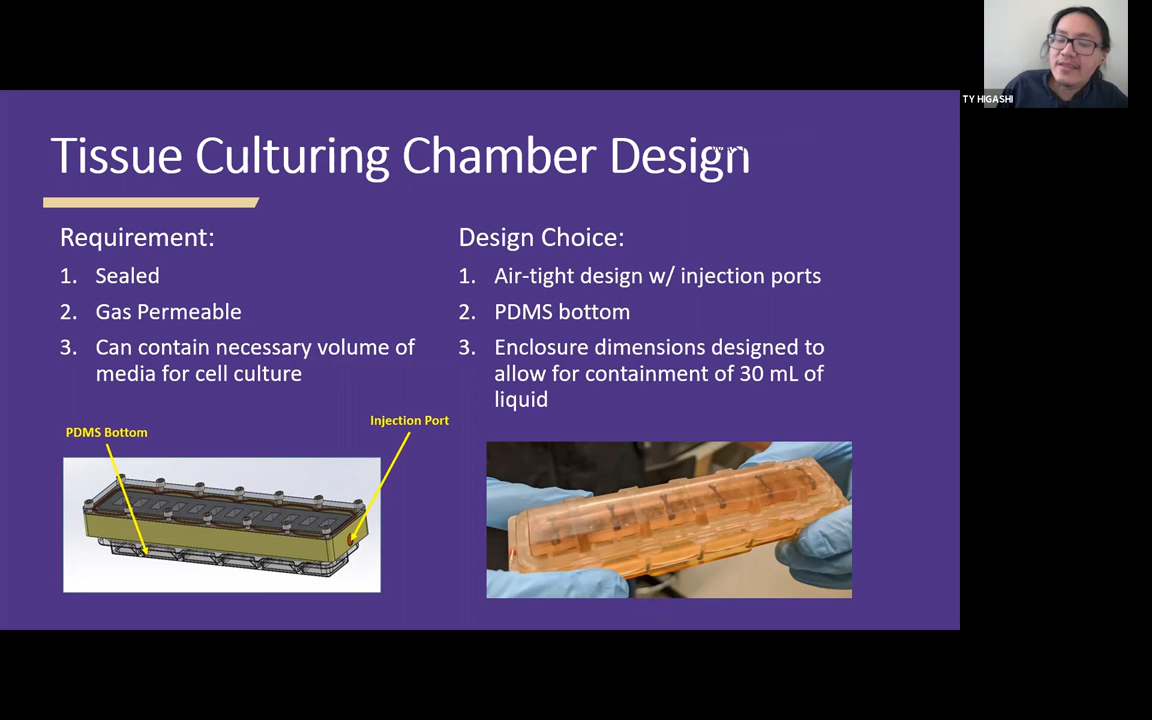 TY HIGASHI
Tissue Culturing Chamber Design
Requirement:
1. Sealed
2. Gas Permeable
3. Can contain necessary volume of
media for cell culture
Design Choice:
1. Air-tight design w/ injection ports
2. PDMS bottom
3. Enclosure dimensions designed to
allow for containment of 30 mL of
liquid
PDMS Bottom
Injection Port